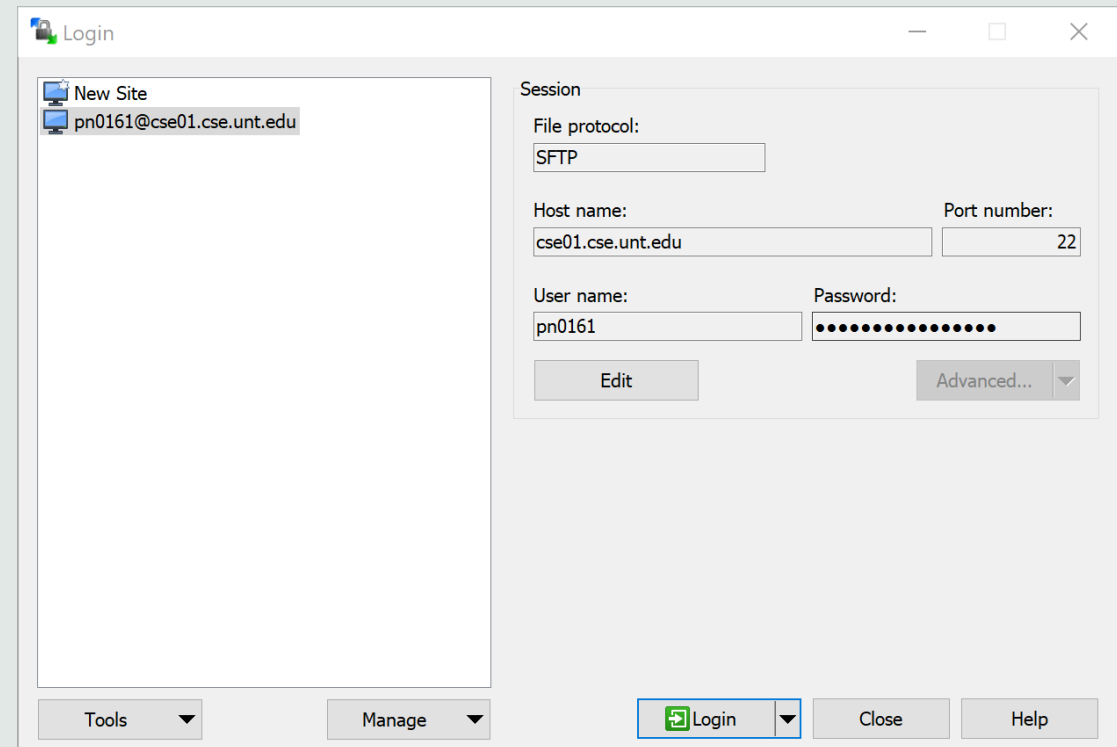 Login
New Site
pn0161@cse01.cse.unt.edu
Session
File protocol:
SFTP
Host name:
Port number:
cse01.cse.unt.edu
22
User name:
Password:
pn0161
••••••••••••••••
Edit
Advanced...
Tools
Manage
Login
Close
Help